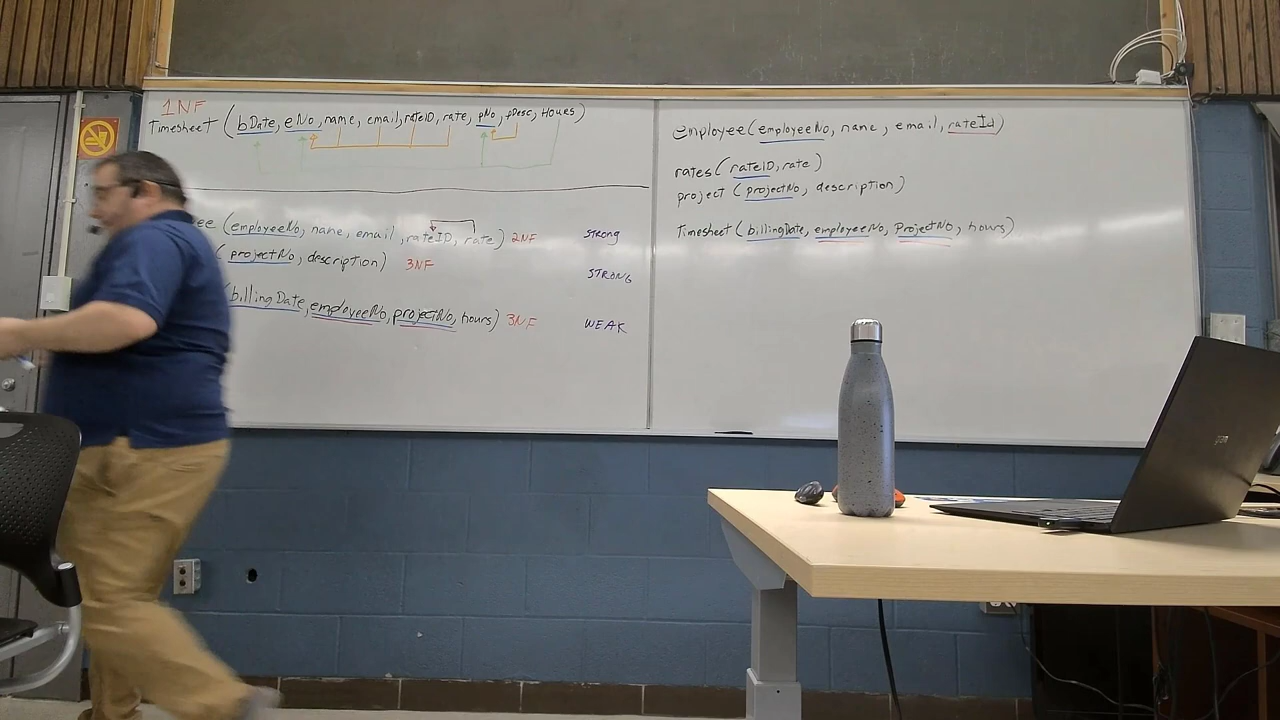 1NF
Timesheet (bDate, eNo, name, email, rateID, rate, pNo, pDesc, Hours)
ee (employeeNo, name, email, rateID, rate) 2NF STRONG
(projectNo, description) 3NF STRONG
(billingDate, employeeNo, projectNo, hours) 3NF WEAK
employee (employeeNo, name, email, rateId)
rates (rateID, rate)
project (projectNo, description)
Timesheet (billingDate, employeeNo, ProjectNo, hours)